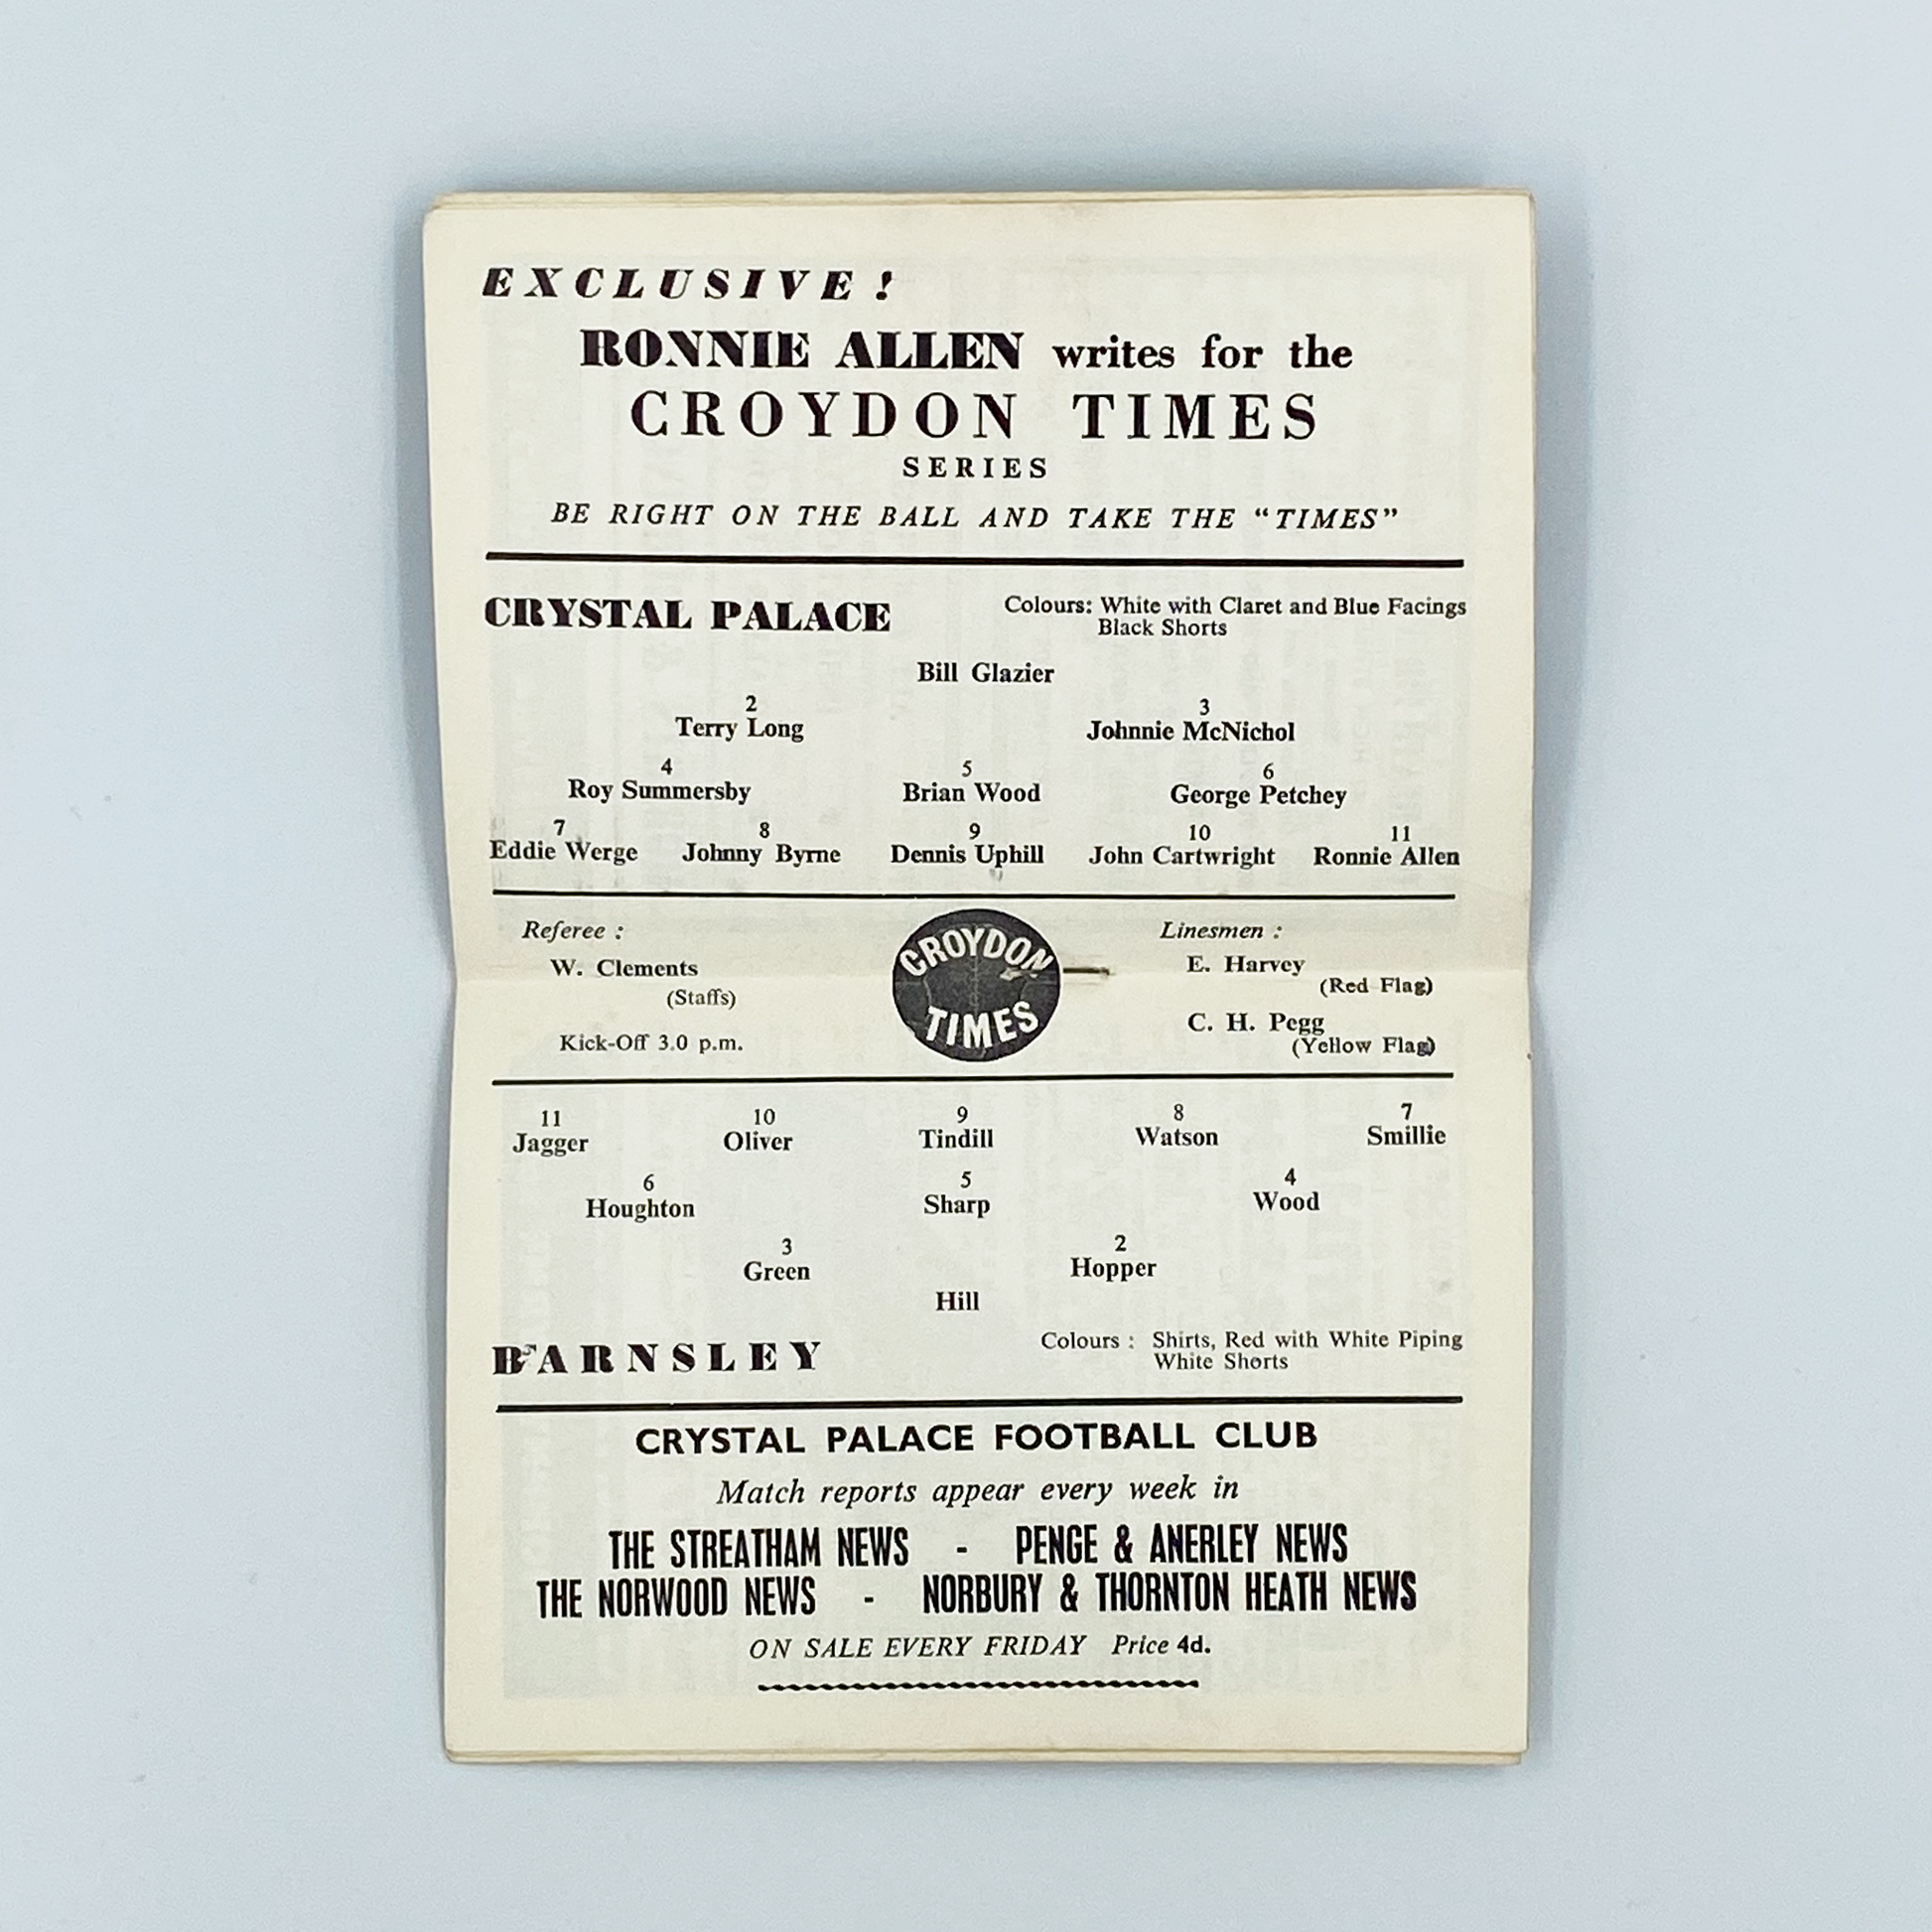 EXCLUSIVE!
RONNIE ALLEN writes for the
CROYDON TIMES
SERIES
BE RIGHT ON THE BALL AND TAKE THE “TIMES”
CRYSTAL PALACE Colours: White with Claret and Blue Facings
Black Shorts
Bill Glazier
2 3
Terry Long Johnnie McNichol
4 5 6
Roy Summersby Brian Wood George Petchey
7 8 9 10 11
Eddie Werge Johnny Byrne Dennis Uphill John Cartwright Ronnie Allen
Referee :
W. Clements
(Staffs)
Kick-Off 3.0 p.m.
CROYDON
TIMES
Linesmen :
E. Harvey
(Red Flag)
C. H. Pegg
(Yellow Flag)
11 10 9 8 7
Jagger Oliver Tindill Watson Smillie
6 5 4
Houghton Sharp Wood
3 2
Green Hopper
Hill
BARNSLEY Colours : Shirts, Red with White Piping
White Shorts
CRYSTAL PALACE FOOTBALL CLUB
Match reports appear every week in
THE STREATHAM NEWS - PENGE & ANERLEY NEWS
THE NORWOOD NEWS - NORBURY & THORNTON HEATH NEWS
ON SALE EVERY FRIDAY Price 4d.